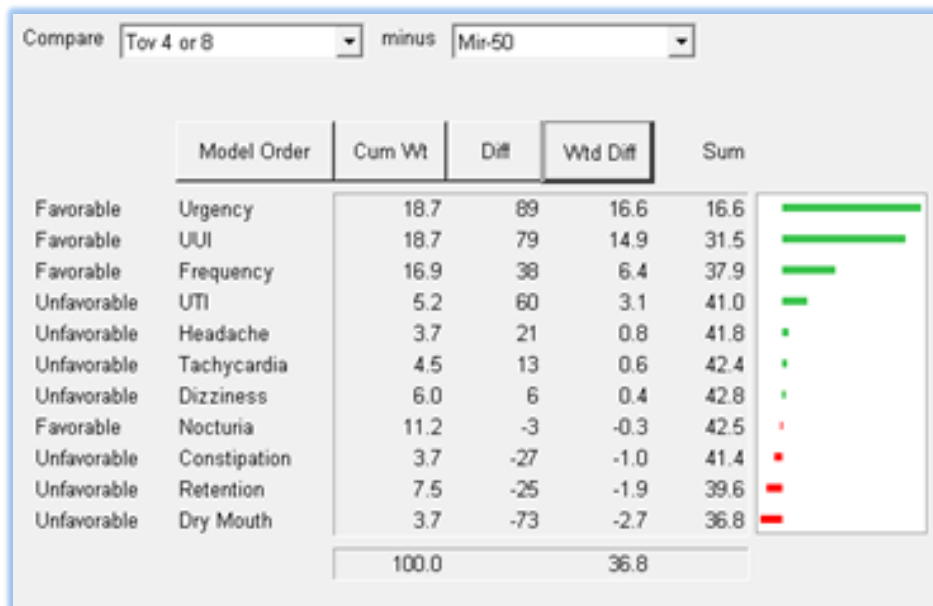 Compare Tov 4 or 8 minus Mir-50
Model Order Cum Wt Diff Wtd Diff Sum
Favorable Urgency 18.7 89 16.6 16.6
Favorable UUI 18.7 79 14.9 31.5
Favorable Frequency 16.9 38 6.4 37.9
Unfavorable UTI 5.2 60 3.1 41.0
Unfavorable Headache 3.7 21 0.8 41.8
Unfavorable Tachycardia 4.5 13 0.6 42.4
Unfavorable Dizziness 6.0 6 0.4 42.8
Favorable Nocturia 11.2 -3 -0.3 42.5
Unfavorable Constipation 3.7 -27 -1.0 41.4
Unfavorable Retention 7.5 -25 -1.9 39.6
Unfavorable Dry Mouth 3.7 -73 -2.7 36.8
100.0 36.8